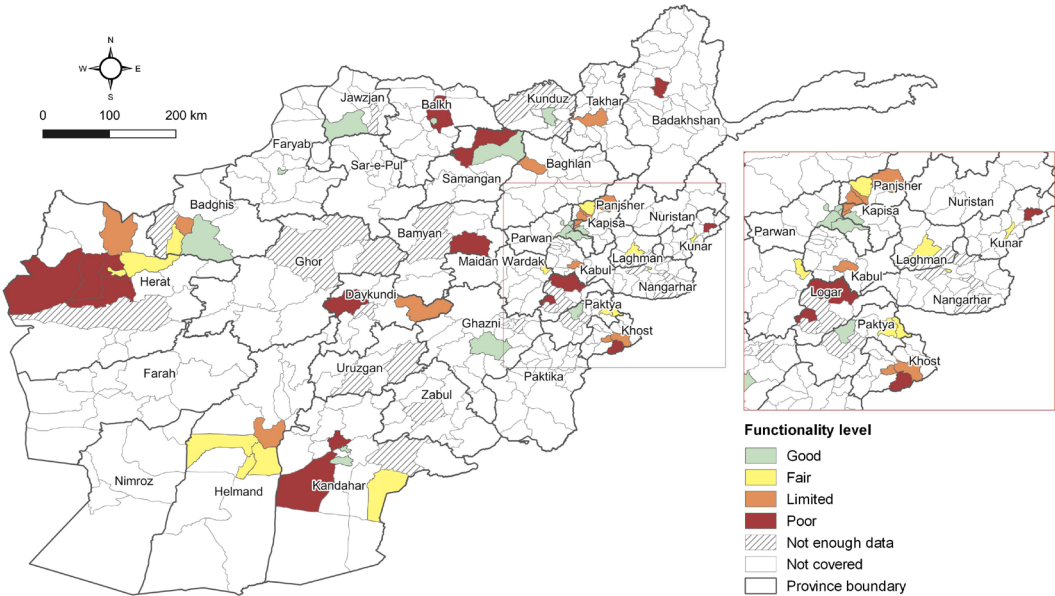 N
W E
S
0 100 200 km
Jawzjan
Balkh
Kunduz
Takhar
Badakhshan
Faryab
Sar-e-Pul
Samangan
Baghlan
Badghis
Bamyan
Panjsher
Kapisa
Nuristan
Parwan
Kunar
Laghman
Ghor
Maidan Wardak
Kabul
Herat
Nangarhar
Daykundi
Paktya
Ghazni
Khost
Uruzgan
Farah
Paktika
Zabul
Nimroz
Helmand
Kandahar
Panjsher
Nuristan
Kapisa
Parwan
Kunar
Laghman
Kabul
Logar
Nangarhar
Paktya
Khost
Functionality level
Good
Fair
Limited
Poor
Not enough data
Not covered
Province boundary